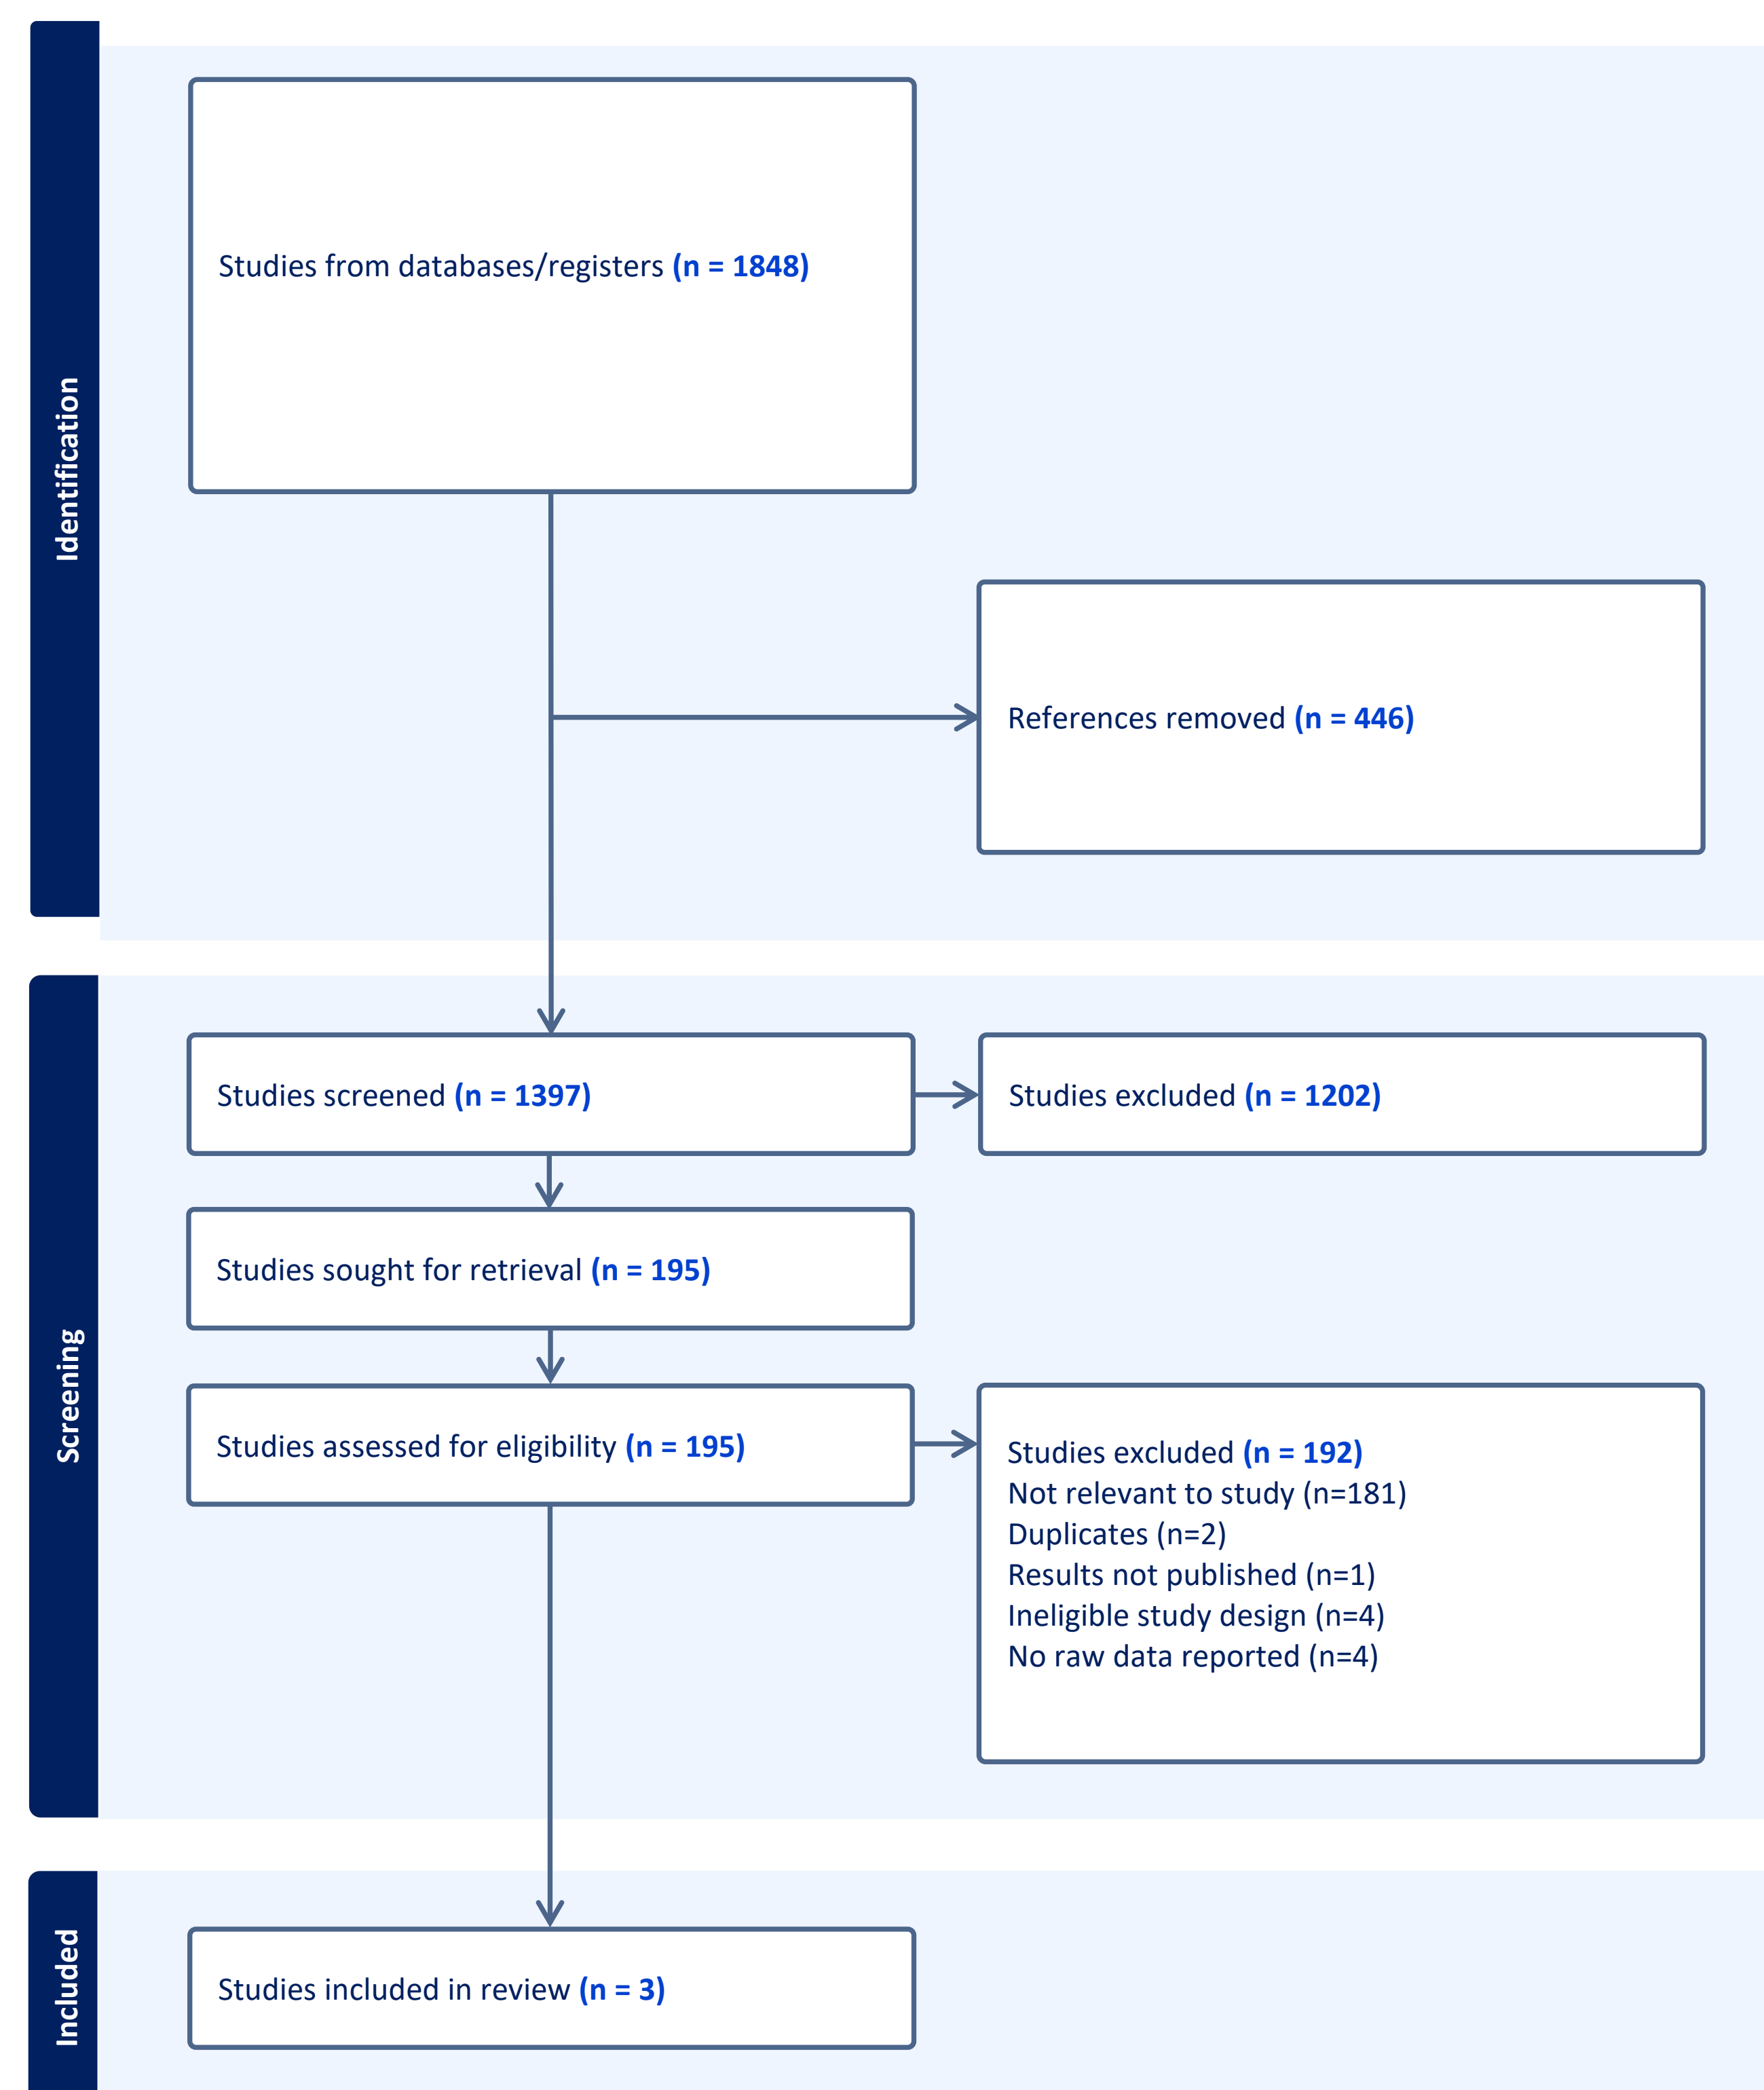 Identification
Studies from databases/registers (n = 1848)
References removed (n = 446)
Screening
Studies screened (n = 1397)
Studies excluded (n = 1202)
Studies sought for retrieval (n = 195)
Studies assessed for eligibility (n = 195)
Studies excluded (n = 192)
Not relevant to study (n=181)
Duplicates (n=2)
Results not published (n=1)
Ineligible study design (n=4)
No raw data reported (n=4)
Included
Studies included in review (n = 3)